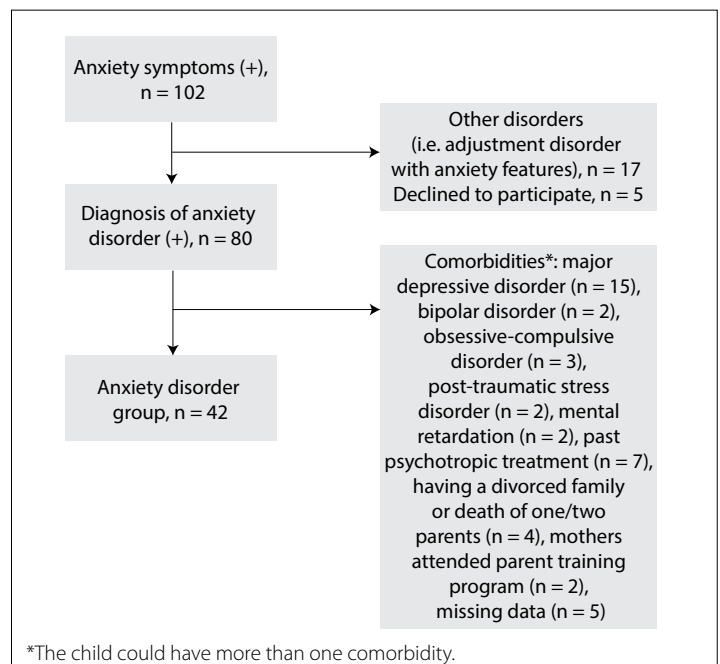 Anxiety symptoms (+),
n = 102
Other disorders
(i.e. adjustment disorder
with anxiety features), n = 17
Declined to participate, n = 5
Diagnosis of anxiety
disorder (+), n = 80
Comorbidities*: major
depressive disorder (n = 15),
bipolar disorder (n = 2),
obsessive-compulsive
disorder (n = 3),
post-traumatic stress
disorder (n = 2), mental
retardation (n = 2), past
psychotropic treatment (n = 7),
having a divorced family
or death of one/two
parents (n = 4), mothers
attended parent training
program (n = 2),
missing data (n = 5)
Anxiety disorder
group, n = 42
*The child could have more than one comorbidity.